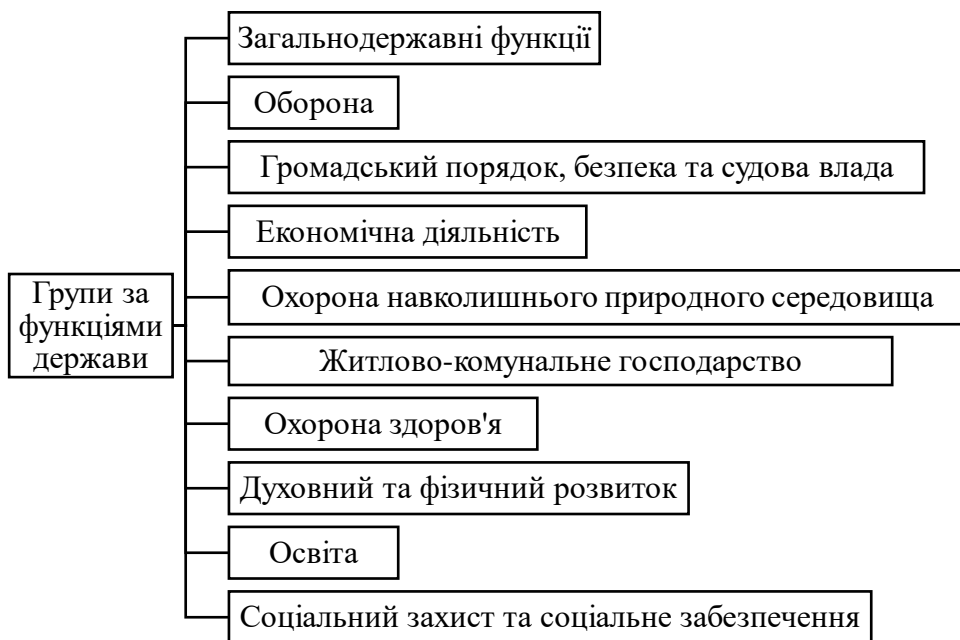 Загальнодержавні функції
Оборона
Громадський порядок, безпека та судова влада
Економічна діяльність
Групи за
функціями
держави
Охорона навколишнього природного середовища
Житлово-комунальне господарство
Охорона здоров'я
Духовний та фізичний розвиток
Освіта
Соціальний захист та соціальне забезпечення